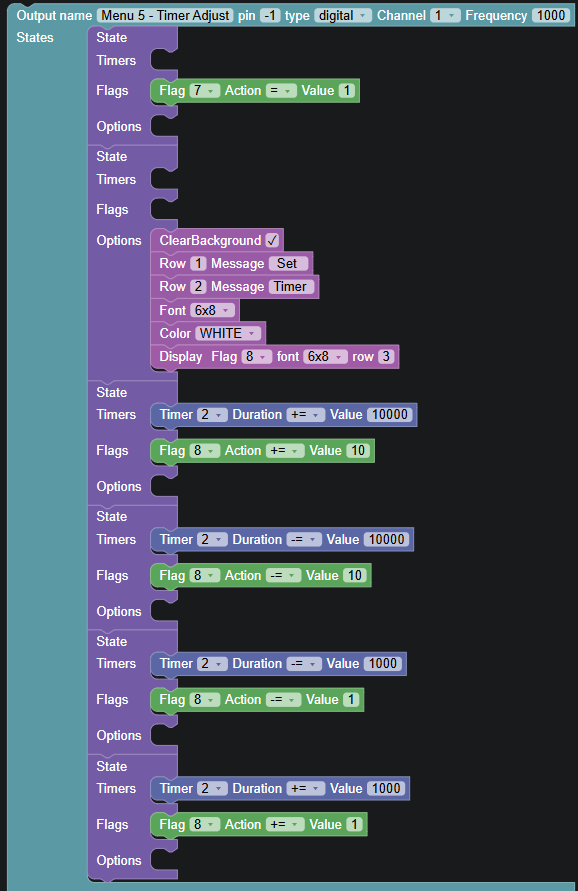 Output name Menu 5 - Timer Adjust pin -1 type digital Channel 1 Frequency 1000
States State
Timers
Flags Flag 7 Action = Value 1
Options
State
Timers
Flags
Options ClearBackground ✓
Row 1 Message Set
Row 2 Message Timer
Font 6x8
Color WHITE
Display Flag 8 font 6x8 row 3
State
Timers Timer 2 Duration += Value 10000
Flags Flag 8 Action += Value 10
Options
State
Timers Timer 2 Duration -= Value 10000
Flags Flag 8 Action -= Value 10
Options
State
Timers Timer 2 Duration -= Value 1000
Flags Flag 8 Action -= Value 1
Options
State
Timers Timer 2 Duration += Value 1000
Flags Flag 8 Action += Value 1
Options